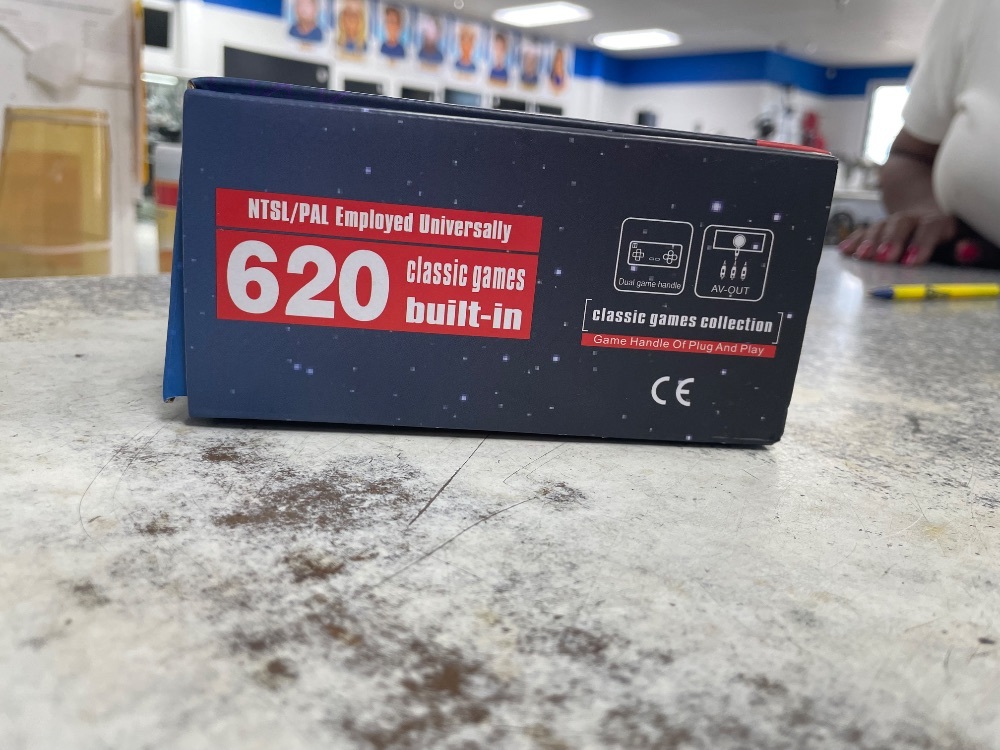 NTSL/PAL Employed Universally
620 classic games
built-in
Dual game handle
AV-OUT
classic games collection
Game Handle Of Plug And Play
CE